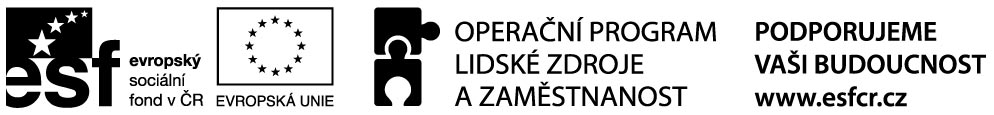 esf
evropský
sociální
fond v ČR
EVROPSKÁ UNIE
OPERAČNÍ PROGRAM
LIDSKÉ ZDROJE
A ZAMĚSTNANOST
PODPORUJEME
VAŠI BUDOUCNOST
www.esfcr.cz